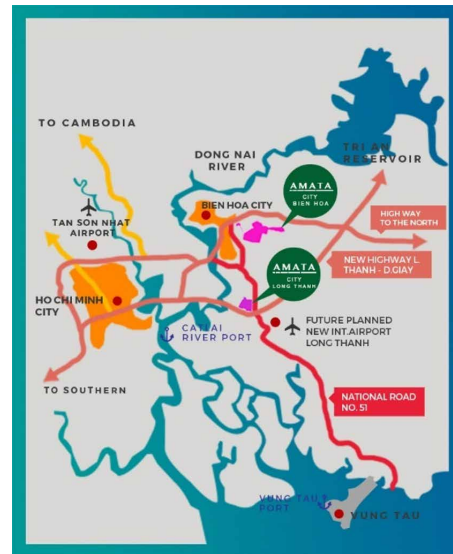 TO CAMBODIA
DONG NAI
RIVER
TRI AN
RESERVOIR
AMATA
CITY
BIEN HOA
BIEN HOA CITY
HIGH WAY
TO THE NORTH
TAN SON NHAT
AIRPORT
AMATA
CITY
LONG THANH
NEW HIGHWAY L.
THANH - D.GIAY
HO CHI MINH
CITY
CATLAI
RIVER PORT
FUTURE PLANNED
NEW INT.AIRPORT
LONG THANH
TO SOUTHERN
NATIONAL ROAD
NO. 51
VUNG TAU
PORT
VUNG TAU